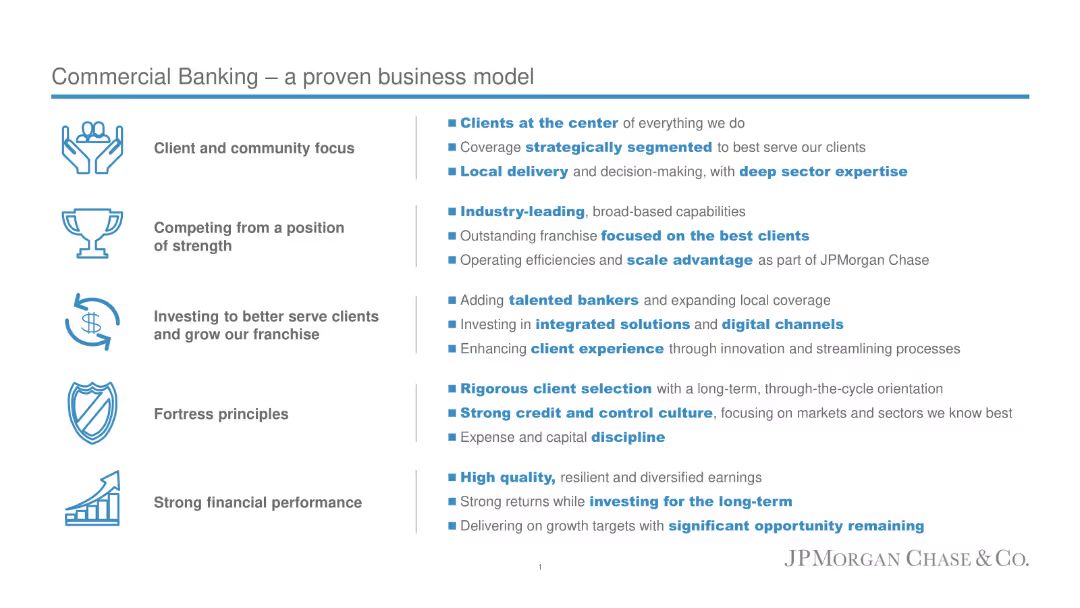 Commercial Banking – a proven business model
Client and community focus
■ Clients at the center of everything we do
■ Coverage strategically segmented to best serve our clients
■ Local delivery and decision-making, with deep sector expertise
Competing from a position
of strength
■ Industry-leading, broad-based capabilities
■ Outstanding franchise focused on the best clients
■ Operating efficiencies and scale advantage as part of JPMorgan Chase
Investing to better serve clients
and grow our franchise
■ Adding talented bankers and expanding local coverage
■ Investing in integrated solutions and digital channels
■ Enhancing client experience through innovation and streamlining processes
Fortress principles
■ Rigorous client selection with a long-term, through-the-cycle orientation
■ Strong credit and control culture, focusing on markets and sectors we know best
■ Expense and capital discipline
Strong financial performance
■ High quality, resilient and diversified earnings
■ Strong returns while investing for the long-term
■ Delivering on growth targets with significant opportunity remaining
JPMORGAN CHASE & CO.
1